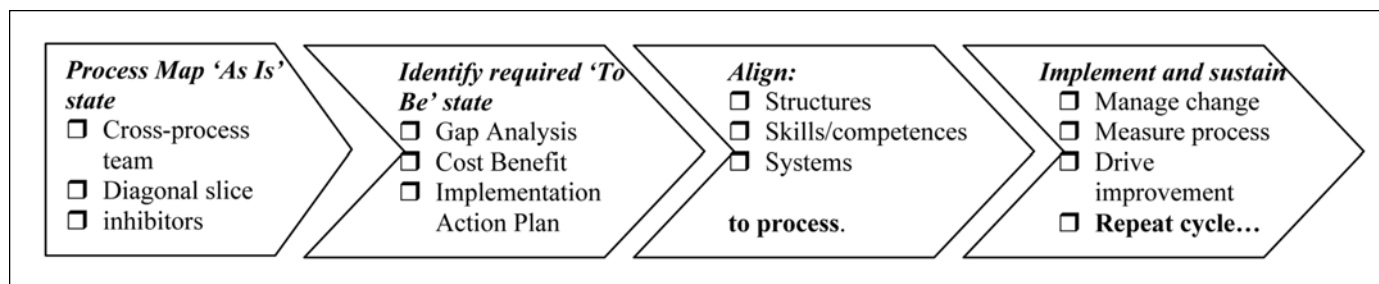 Process Map ‘As Is’
state
❒ Cross-process
team
❒ Diagonal slice
❒ inhibitors
Identify required ‘To
Be’ state
❒ Gap Analysis
❒ Cost Benefit
❒ Implementation
Action Plan
Align:
❒ Structures
❒ Skills/competences
❒ Systems
to process.
Implement and sustain
❒ Manage change
❒ Measure process
❒ Drive
improvement
❒ Repeat cycle…